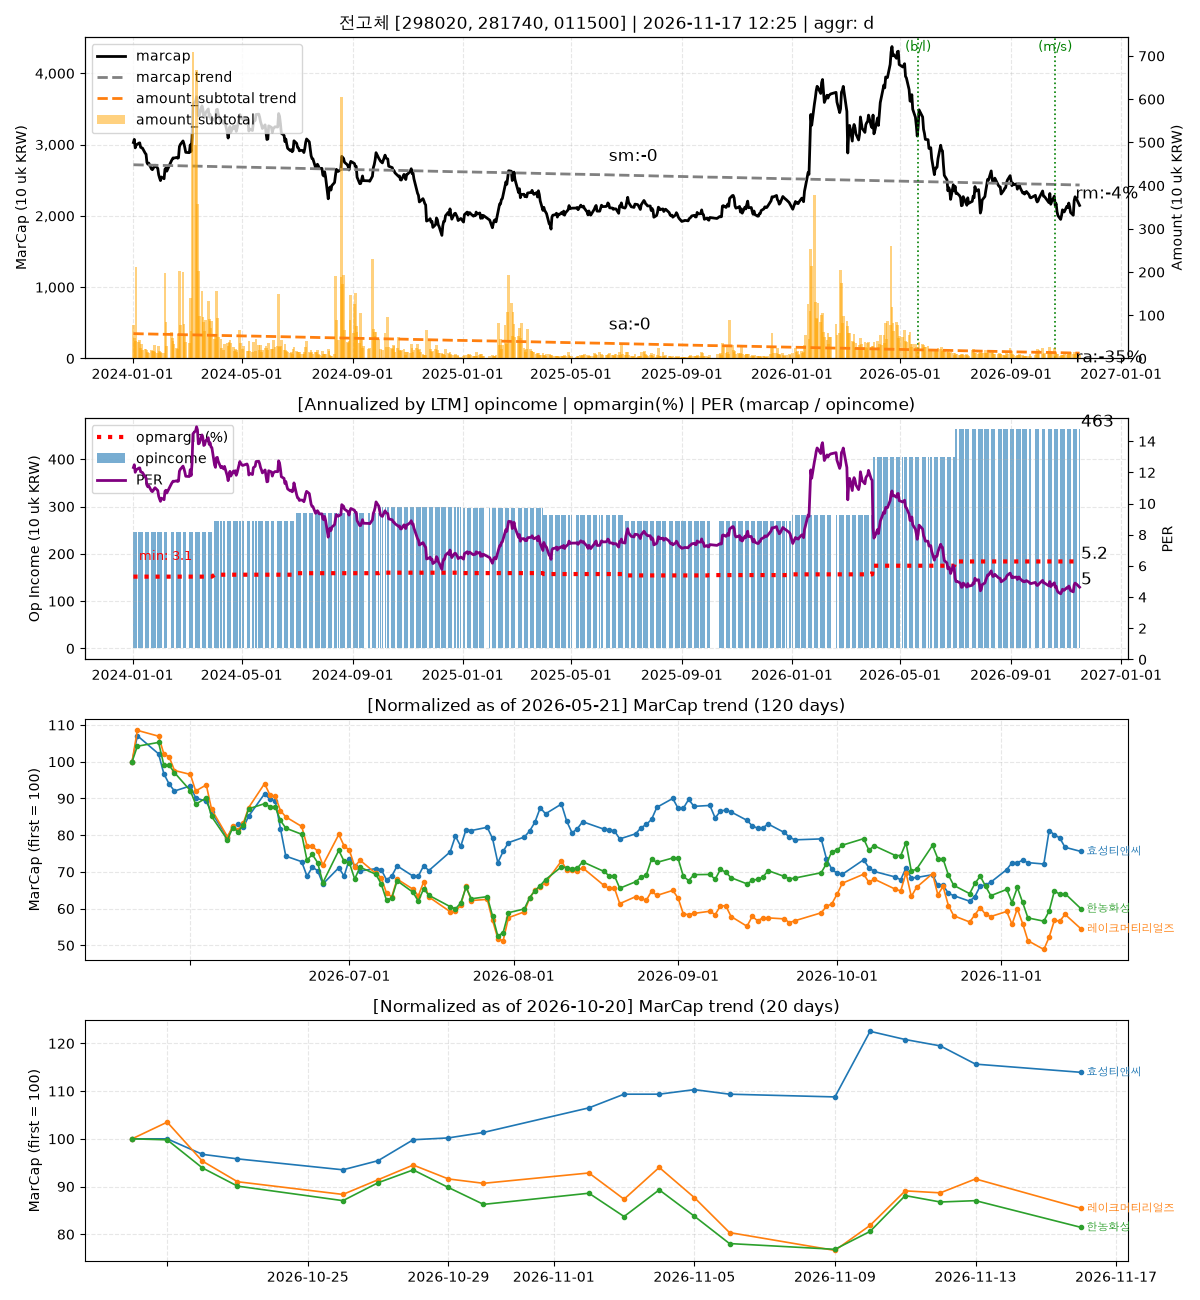 전고체 [298020, 281740, 011500] | 2026-11-17 12:25 | aggr: d
marcap
marcap trend
amount_subtotal trend
amount_subtotal
(b/l)
(m/s)
sm:-0
rm:-4%
sa:-0
ra:-35%
MarCap (10 uk KRW)
4,000
3,000
2,000
1,000
0
Amount (10 uk KRW)
700
600
500
400
300
200
100
0
2024-01-01 2024-05-01 2024-09-01 2025-01-01 2025-05-01 2025-09-01 2026-01-01 2026-05-01 2026-09-01 2027-01-01
[Annualized by LTM] opincome | opmargin(%) | PER (marcap / opincome)
opmargin(%)
opincome
PER
min: 3.1
463
5.2
5
Op Income (10 uk KRW)
400
300
200
100
0
PER
14
12
10
8
6
4
2
0
2024-01-01 2024-05-01 2024-09-01 2025-01-01 2025-05-01 2025-09-01 2026-01-01 2026-05-01 2026-09-01 2027-01-01
[Normalized as of 2026-05-21] MarCap trend (120 days)
MarCap (first = 100)
110
100
90
80
70
60
50
효성티앤씨
한농화성
레이크머티리얼즈
2026-07-01 2026-08-01 2026-09-01 2026-10-01 2026-11-01
[Normalized as of 2026-10-20] MarCap trend (20 days)
MarCap (first = 100)
120
110
100
90
80
효성티앤씨
레이크머티리얼즈
한농화성
2026-10-25 2026-10-29 2026-11-01 2026-11-05 2026-11-09 2026-11-13 2026-11-17